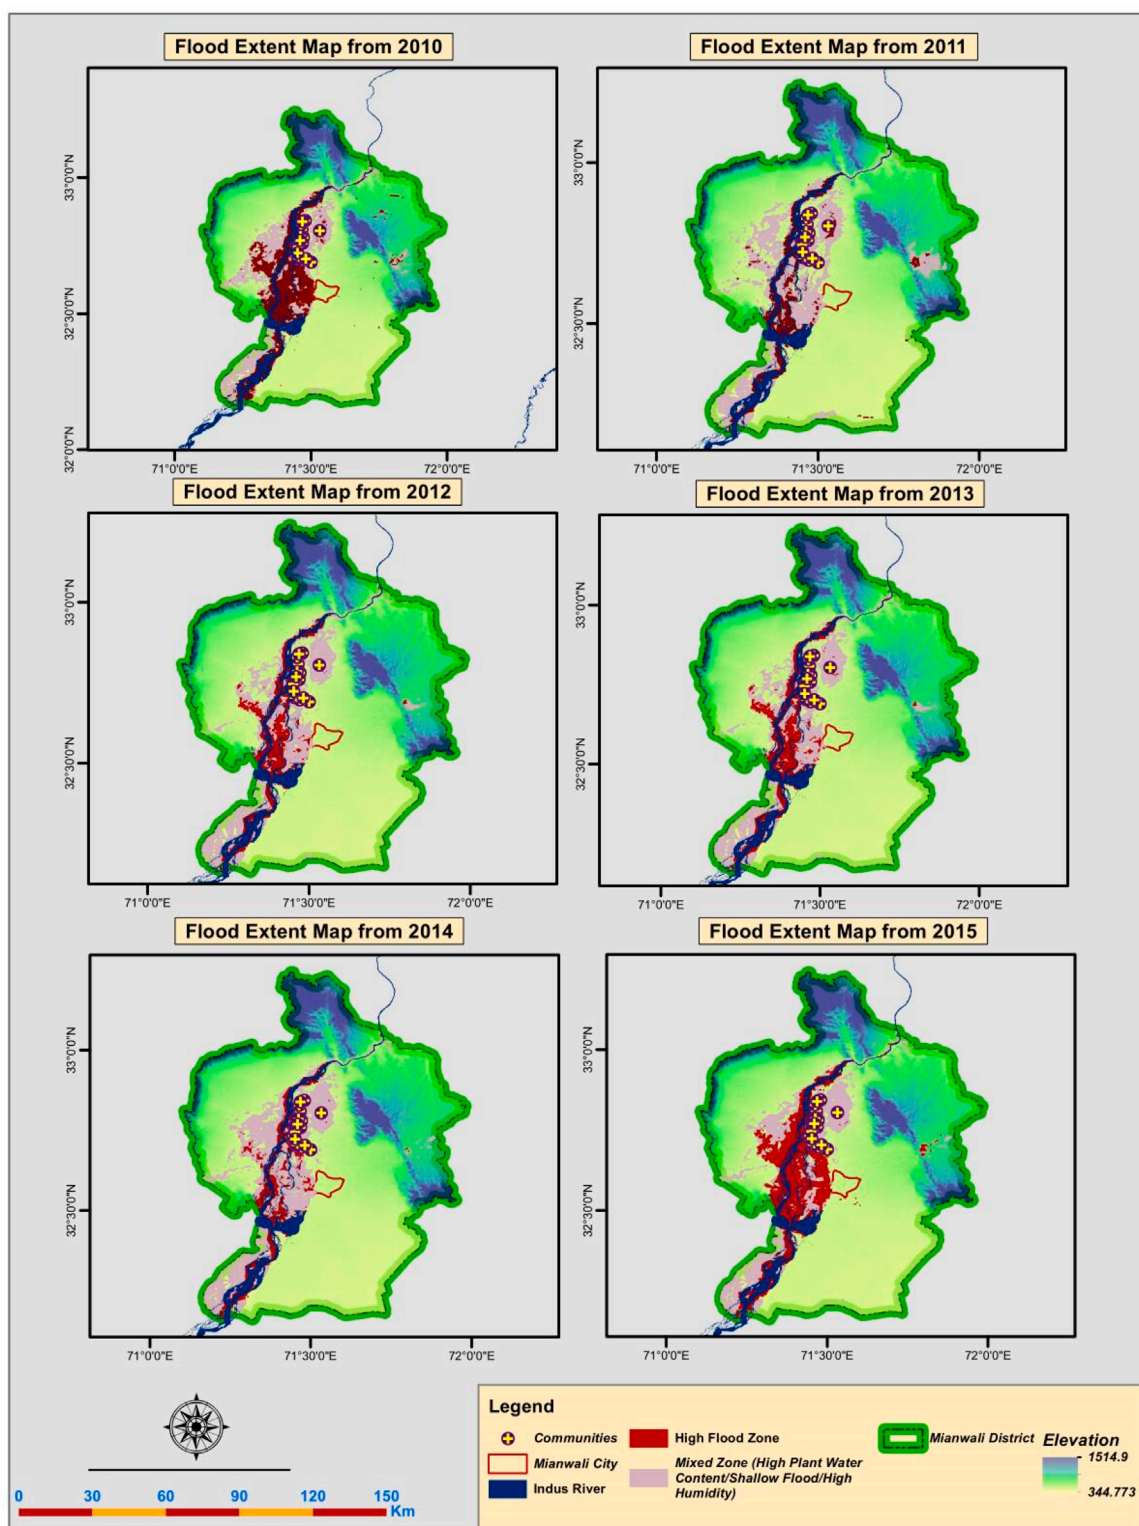 Flood Extent Map from 2010
Flood Extent Map from 2011
33°0'0"N
32°30'0"N
32°0'0"N
71°0'0"E
71°30'0"E
72°0'0"E
33°0'0"N
32°30'0"N
71°0'0"E
71°30'0"E
72°0'0"E
Flood Extent Map from 2012
Flood Extent Map from 2013
33°0'0"N
32°30'0"N
71°0'0"E
71°30'0"E
72°0'0"E
33°0'0"N
32°30'0"N
71°0'0"E
71°30'0"E
72°0'0"E
Flood Extent Map from 2014
Flood Extent Map from 2015
33°0'0"N
32°30'0"N
71°0'0"E
71°30'0"E
72°0'0"E
33°0'0"N
32°30'0"N
71°0'0"E
71°30'0"E
72°0'0"E
0 30 60 90 120 150
Km
Legend
Communities
Mianwali City
Indus River
High Flood Zone
Mixed Zone (High Plant Water
Content/Shallow Flood/High
Humidity)
Mianwali District
Elevation
1514.9
344.773